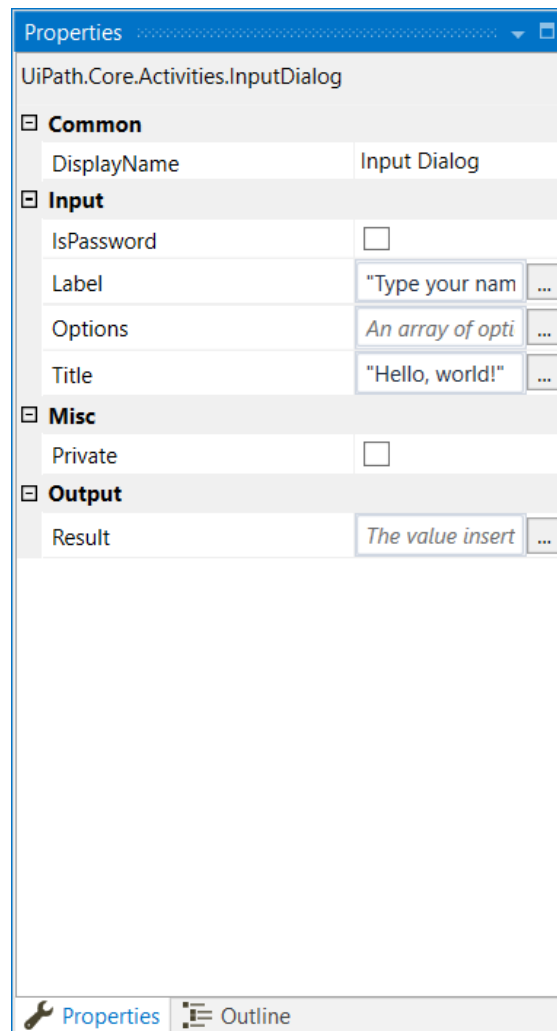 Properties
UiPath.Core.Activities.InputDialog
Common
DisplayName Input Dialog
Input
IsPassword
Label "Type your nam ...
Options An array of opti ...
Title "Hello, world!" ...
Misc
Private
Output
Result The value insert ...
Properties Outline